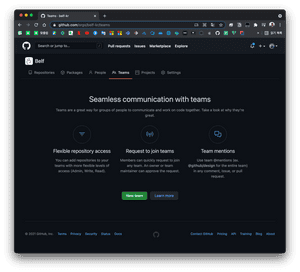 Teams · Belf-kr
github.com/orgs/belf-kr/teams
Search or jump to...
Pull requests Issues Marketplace Explore
Belf
Repositories Packages People Teams Projects Settings
Seamless communication with teams
Teams are a great way for groups of people to communicate and work on code together. Take a look at why they're
great.
Flexible repository access
You can add repositories to your
teams with more flexible levels of
access (Admin, Write, Read).
Request to join teams
Members can quickly request to join
any team. An owner or team
maintainer can approve the request.
Team mentions
Use team @mentions (ex.
@github/design for the entire team)
in any comment, issue, or pull
request.
New team Learn more
© 2021 GitHub, Inc. Terms Privacy Security Status Docs
Contact GitHub Pricing API Training Blog About